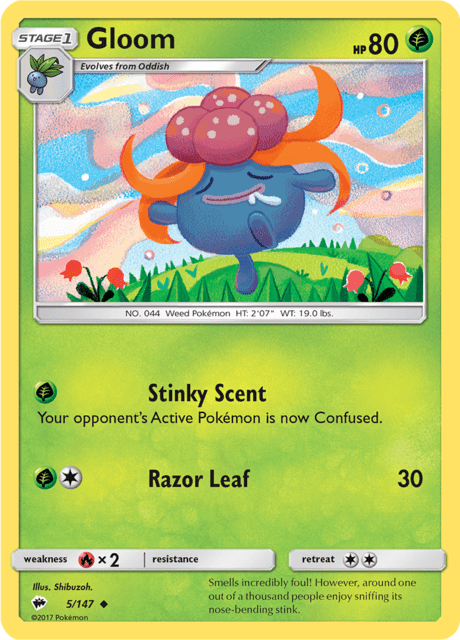 STAGE 1
Gloom
HP 80
Evolves from Oddish
NO. 044 Weed Pokémon HT: 2'07" WT: 19.0 lbs.
Stinky Scent
Your opponent's Active Pokémon is now Confused.
Razor Leaf 30
weakness ×2 resistance retreat
Illus. Shibuzoh.
5/147
©2017 Pokémon
Smells incredibly foul! However, around one
out of a thousand people enjoy sniffing its
nose-bending stink.